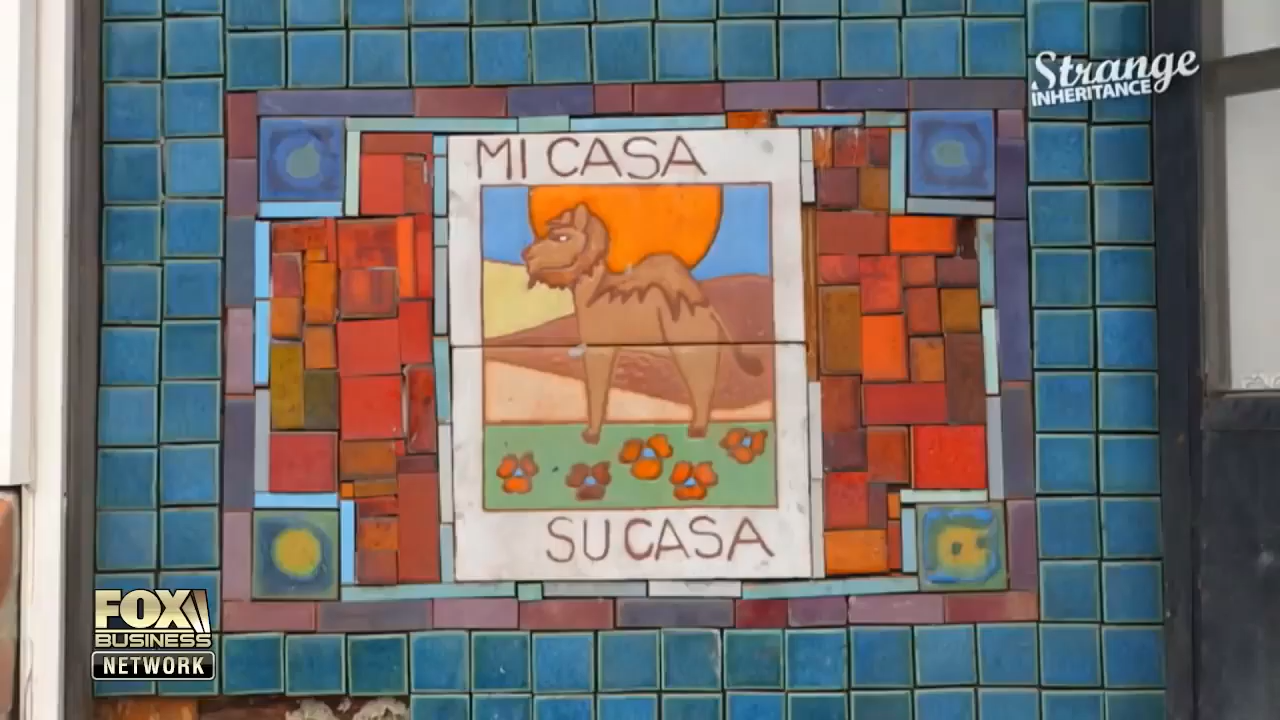 Strange
INHERITANCE
MI CASA
SU CASA
FOX
BUSINESS
NETWORK